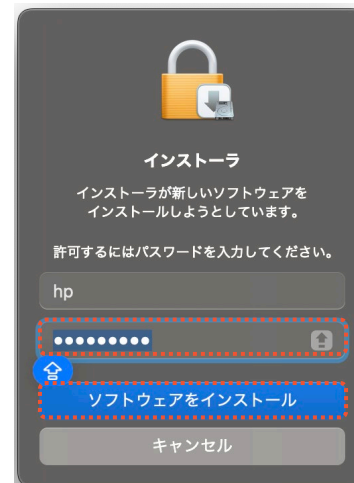 インストーラ
インストーラが新しいソフトウェアを
インストールしようとしています。
許可するにはパスワードを入力してください。
hp
•••••••••
ソフトウェアをインストール
キャンセル